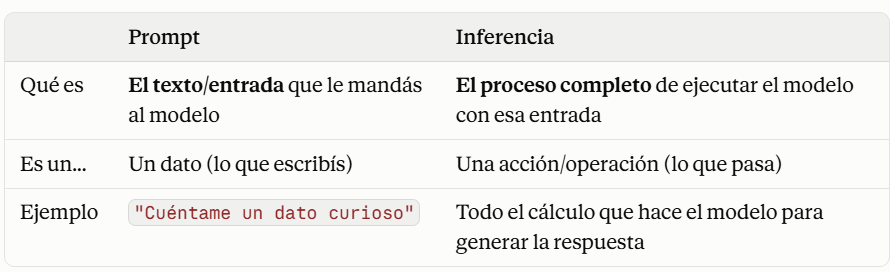 Prompt Inferencia
Qué es El texto/entrada que le mandás El proceso completo de ejecutar el modelo
al modelo con esa entrada
Es un... Un dato (lo que escribís) Una acción/operación (lo que pasa)
Ejemplo "Cuéntame un dato curioso" Todo el cálculo que hace el modelo para
generar la respuesta